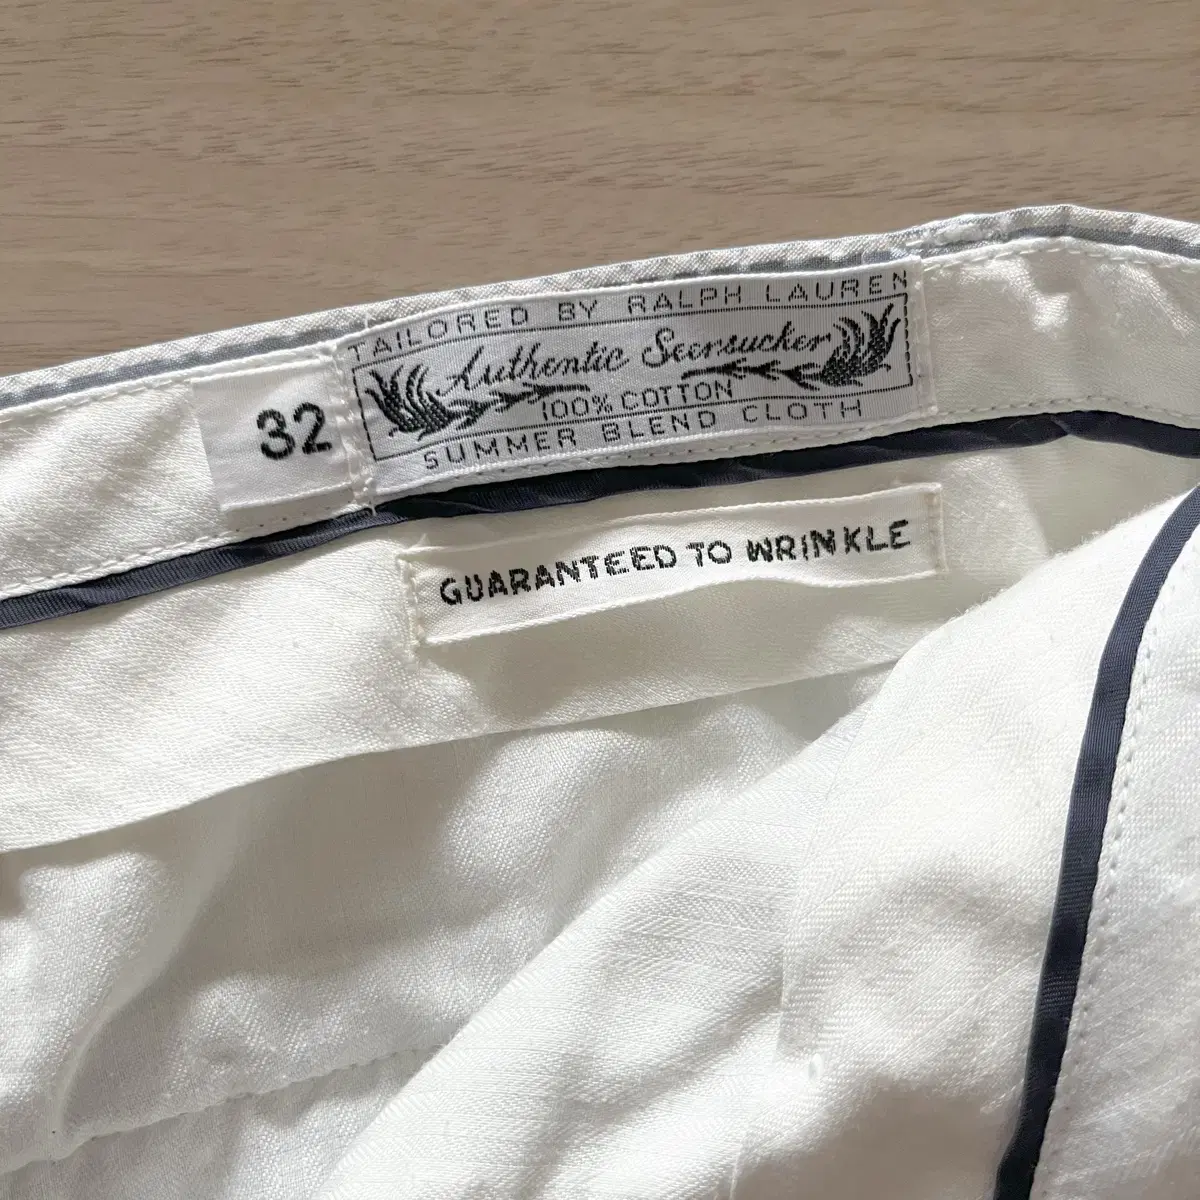 TAILORED BY RALPH LAUREN
Authentic Seersucker
100% COTTON
SUMMER BLEND CLOTH
32
GUARANTEED TO WRINKLE